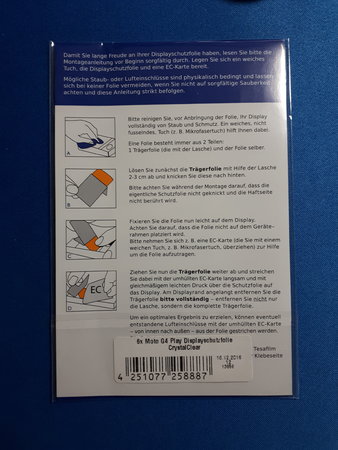 Damit Sie lange Freude an Ihrer Displayschutzfolie haben, lesen Sie bitte die
Montageanleitung vor Beginn sorgfältig durch. Legen Sie sich ein weiches
Tuch, die Displayschutzfolie und eine EC-Karte bereit.
Mögliche Staub- oder Lufteinschlüsse sind physikalisch bedingt und lassen
sich bei keiner Folie vermeiden, wenn Sie nicht auf sorgfältige Sauberkeit
achten und diese Anleitung strikt befolgen.
Bitte reinigen Sie, vor Anbringung der Folie, Ihr Display
vollständig von Staub und Schmutz. Ein weiches, nicht
fusselndes, Tuch (z. B. Mikrofasertuch) hilft Ihnen dabei.
Eine Folie besteht immer aus 2 Teilen:
1 Trägerfolie (die mit der Lasche) und der Folie selber.
A
Lösen Sie zunächst die Trägerfolie mit Hilfe der Lasche
2-3 cm ab und knicken Sie diese nach hinten.
Bitte achten Sie während der Montage darauf, dass die
eigentliche Schutzfolie nicht geknickt und die Haftseite
nicht berührt wird.
B
Fixieren Sie die Folie nun leicht auf dem Display.
Achten Sie darauf, dass die Folie nicht auf dem Geräte-
rahmen platziert wird.
Bitte nehmen Sie sich z. B. eine EC-Karte (die Sie mit einem
weichen Tuch, z. B. Mikrofasertuch, überziehen) zur Hilfe
um die Folie aufzutragen.
C
Ziehen Sie nun die Trägerfolie weiter ab und streichen
Sie dabei mit der umhüllten EC-Karte langsam und mit
gleichmäßigem leichten Druck über die Schutzfolie auf
das Display. Am Displayrand angelangt entfernen Sie die
Trägerfolie bitte vollständig – entfernen Sie nicht nur
die Lasche, sondern die komplette Trägerfolie.
EC
D
Um ein optimales Ergebnis zu erzielen, können eventuell
entstandene Lufteinschlüsse mit der umhüllten EC-Karte
– von innen nach außen – aus der Folie gestrichen werden.
Tesafilm
Klebeseite
6x Moto G4 Play Displayschutzfolie
CrystalClear
16.12.2016
4 251077 258887